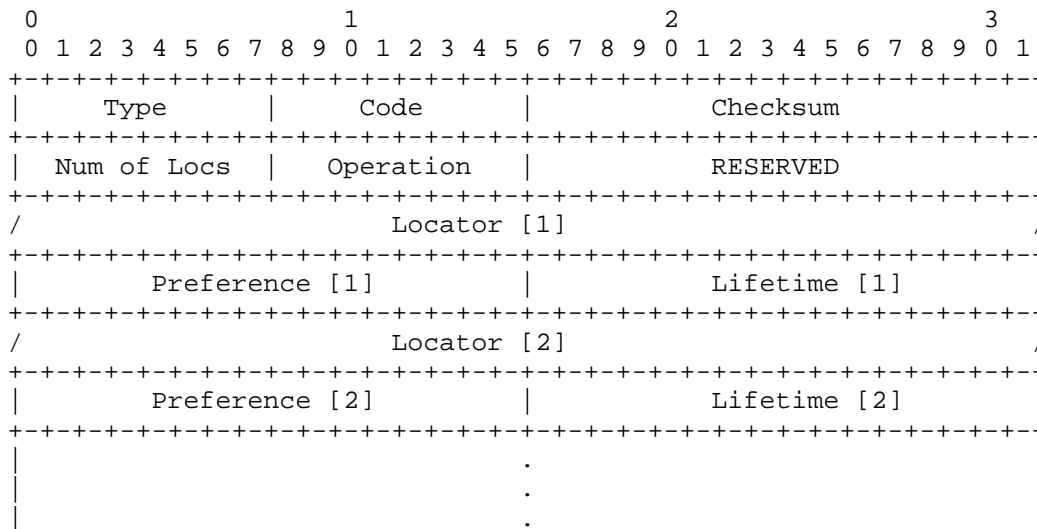 0                   1                   2                   3
 0 1 2 3 4 5 6 7 8 9 0 1 2 3 4 5 6 7 8 9 0 1 2 3 4 5 6 7 8 9 0 1
+-+-+-+-+-+-+-+-+-+-+-+-+-+-+-+-+-+-+-+-+-+-+-+-+-+-+-+-+-+-+-+-
|     Type      |     Code      |           Checksum
+-+-+-+-+-+-+-+-+-+-+-+-+-+-+-+-+-+-+-+-+-+-+-+-+-+-+-+-+-+-+-+-
|  Num of Locs  |   Operation   |           RESERVED
+-+-+-+-+-+-+-+-+-+-+-+-+-+-+-+-+-+-+-+-+-+-+-+-+-+-+-+-+-+-+-+-
/                       Locator [1]                             /
+-+-+-+-+-+-+-+-+-+-+-+-+-+-+-+-+-+-+-+-+-+-+-+-+-+-+-+-+-+-+-+-
|        Preference [1]         |           Lifetime [1]
+-+-+-+-+-+-+-+-+-+-+-+-+-+-+-+-+-+-+-+-+-+-+-+-+-+-+-+-+-+-+-+-
/                       Locator [2]                             /
+-+-+-+-+-+-+-+-+-+-+-+-+-+-+-+-+-+-+-+-+-+-+-+-+-+-+-+-+-+-+-+-
|        Preference [2]         |           Lifetime [2]
+-+-+-+-+-+-+-+-+-+-+-+-+-+-+-+-+-+-+-+-+-+-+-+-+-+-+-+-+-+-+-+-
|                               .
|                               .
|                               .